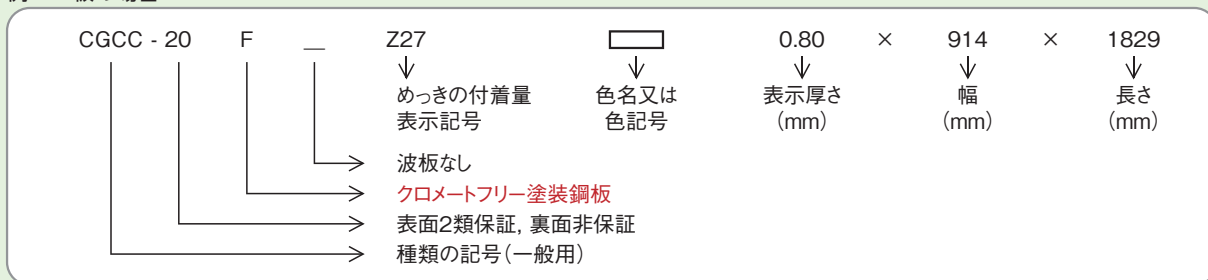 CGCC - 20 F _ Z27 0.80 × 914 × 1829
めっきの付着量 色名又は 表示厚さ 幅 長さ
表示記号 色記号 (mm) (mm) (mm)
波板なし
クロメートフリー塗装鋼板
表面2類保証, 裏面非保証
種類の記号(一般用)